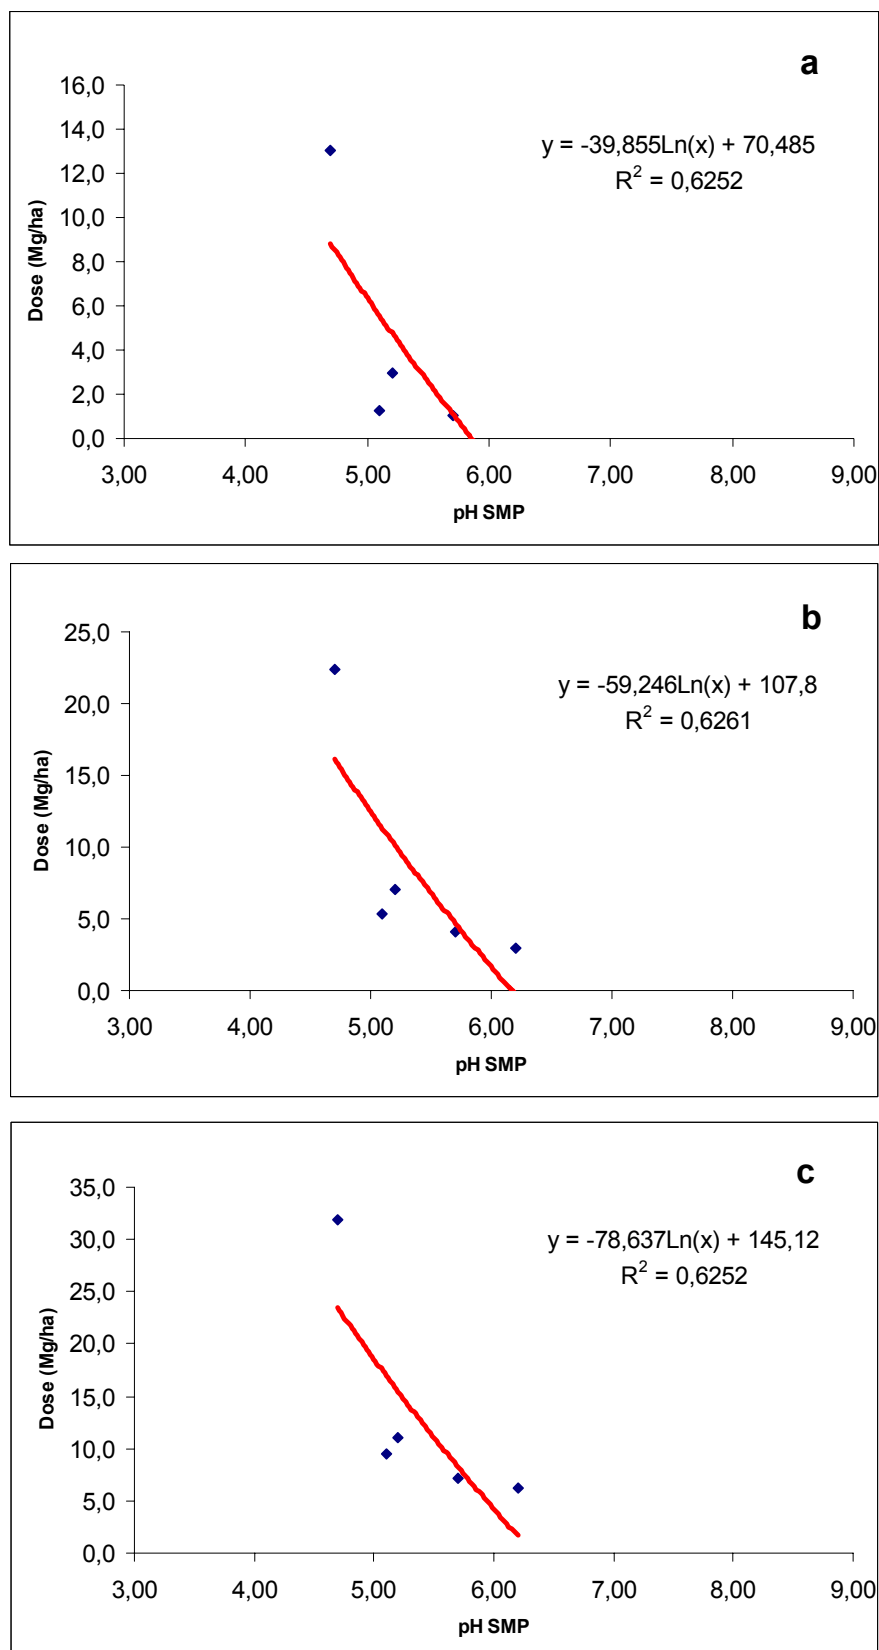 a
16,0
14,0
12,0
10,0
8,0
6,0
4,0
2,0
0,0
Dose (Mg/ha)
y = -39,855Ln(x) + 70,485
R² = 0,6252
3,00 4,00 5,00 6,00 7,00 8,00 9,00
pH SMP
b
25,0
20,0
15,0
10,0
5,0
0,0
Dose (Mg/ha)
y = -59,246Ln(x) + 107,8
R² = 0,6261
3,00 4,00 5,00 6,00 7,00 8,00 9,00
pH SMP
c
35,0
30,0
25,0
20,0
15,0
10,0
5,0
0,0
Dose (Mg/ha)
y = -78,637Ln(x) + 145,12
R² = 0,6252
3,00 4,00 5,00 6,00 7,00 8,00 9,00
pH SMP